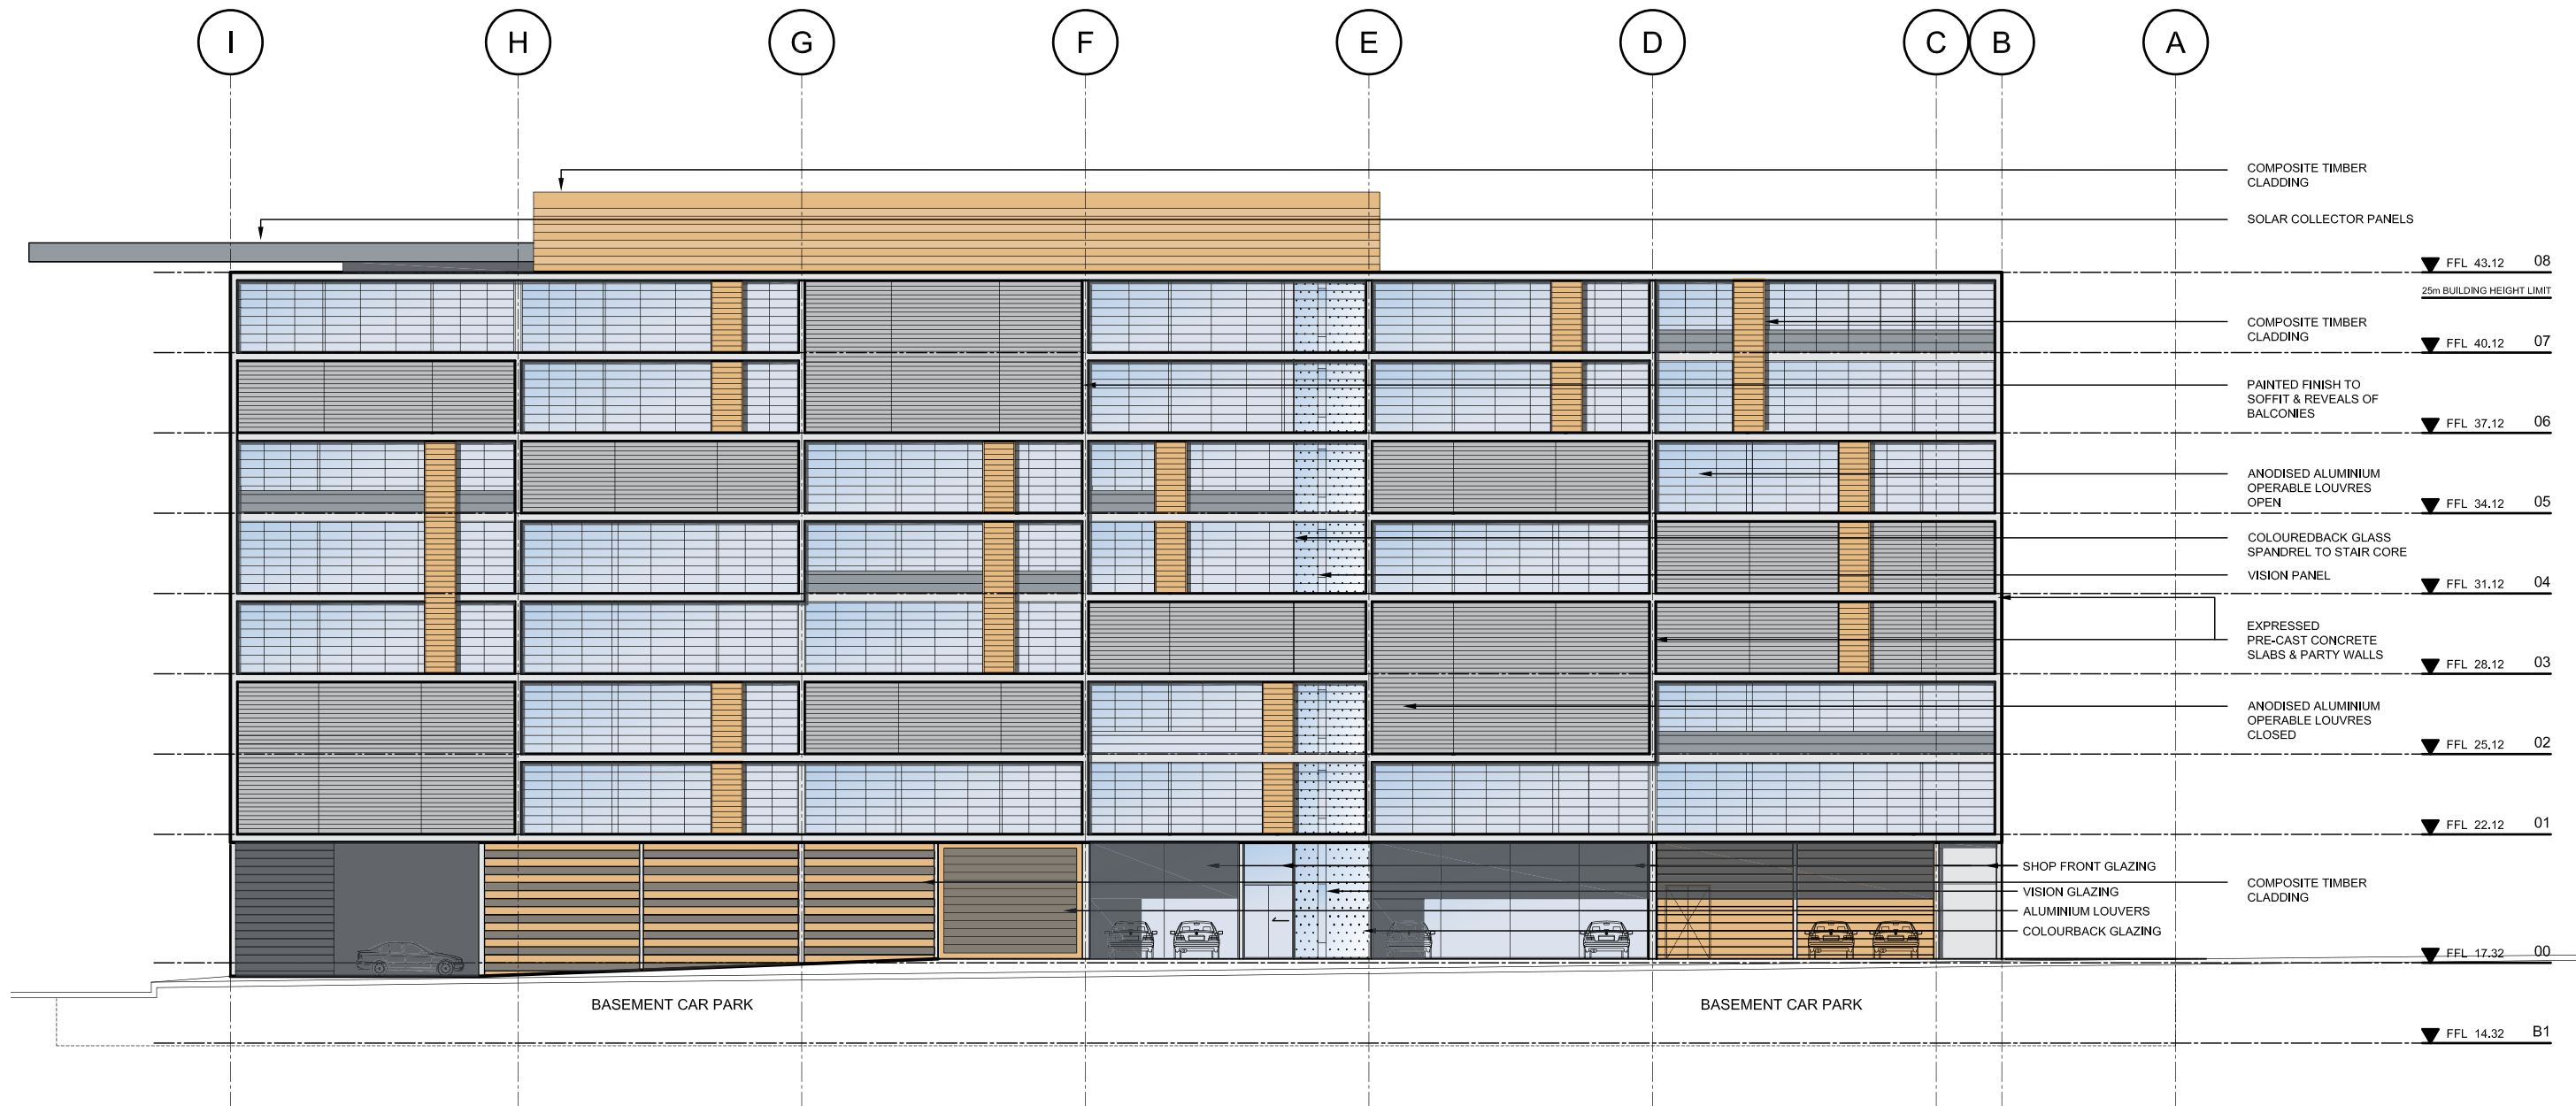 I H G F E D C B A
COMPOSITE TIMBER
CLADDING
SOLAR COLLECTOR PANELS
FFL 43.12 08
25m BUILDING HEIGHT LIMIT
COMPOSITE TIMBER
CLADDING
FFL 40.12 07
PAINTED FINISH TO
SOFFIT & REVEALS OF
BALCONIES
FFL 37.12 06
ANODISED ALUMINIUM
OPERABLE LOUVRES
OPEN
FFL 34.12 05
COLOUREDBACK GLASS
SPANDREL TO STAIR CORE
VISION PANEL
FFL 31.12 04
EXPRESSED
PRE-CAST CONCRETE
SLABS & PARTY WALLS
FFL 28.12 03
ANODISED ALUMINIUM
OPERABLE LOUVRES
CLOSED
FFL 25.12 02
FFL 22.12 01
SHOP FRONT GLAZING
COMPOSITE TIMBER
CLADDING
VISION GLAZING
ALUMINIUM LOUVERS
COLOURBACK GLAZING
FFL 17.32 00
BASEMENT CAR PARK
BASEMENT CAR PARK
FFL 14.32 B1